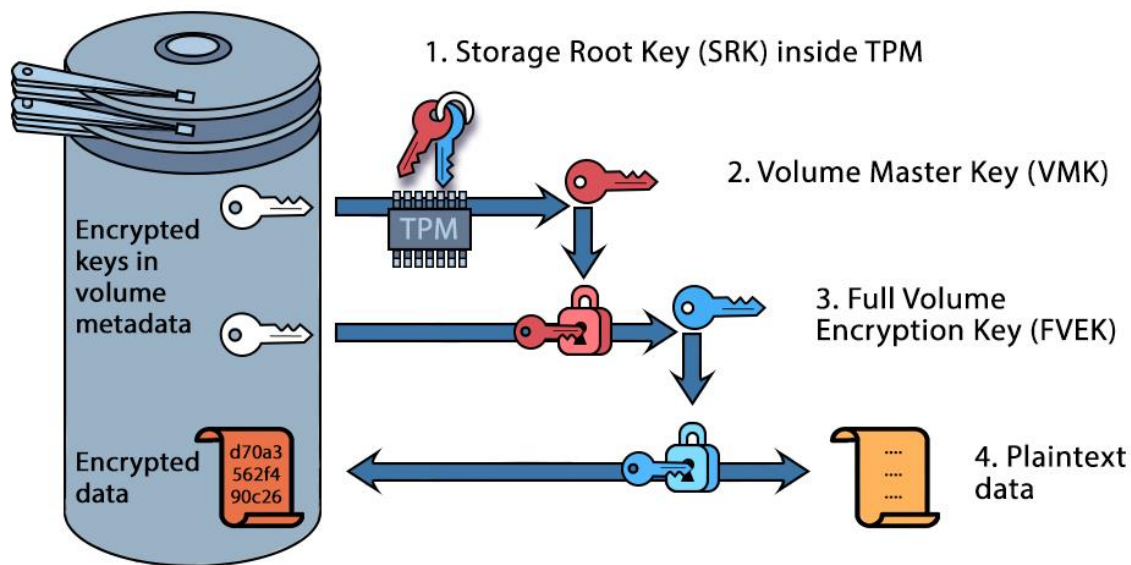 1. Storage Root Key (SRK) inside TPM
2. Volume Master Key (VMK)
TPM
Encrypted
keys in
volume
metadata
3. Full Volume
Encryption Key (FVEK)
Encrypted
data
d70a3
562f4
90c26
....
....
....
4. Plaintext
data